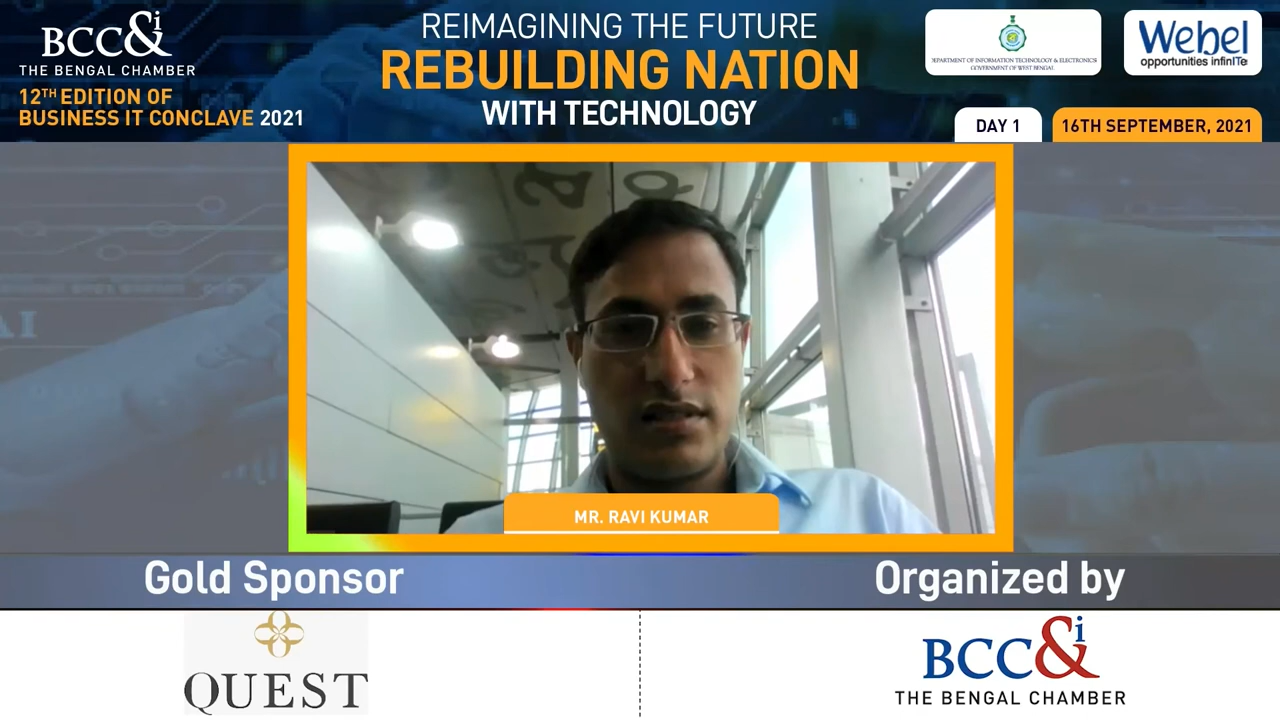 BCC&i
THE BENGAL CHAMBER
12TH EDITION OF
BUSINESS IT CONCLAVE 2021
REIMAGINING THE FUTURE
REBUILDING NATION
WITH TECHNOLOGY
DEPARTMENT OF INFORMATION TECHNOLOGY & ELECTRONICS
GOVERNMENT OF WEST BENGAL
Webel
opportunities infinITe
DAY 1
16TH SEPTEMBER, 2021
AI
MR. RAVI KUMAR
Gold Sponsor
Organized by
QUEST
BCC&i
THE BENGAL CHAMBER